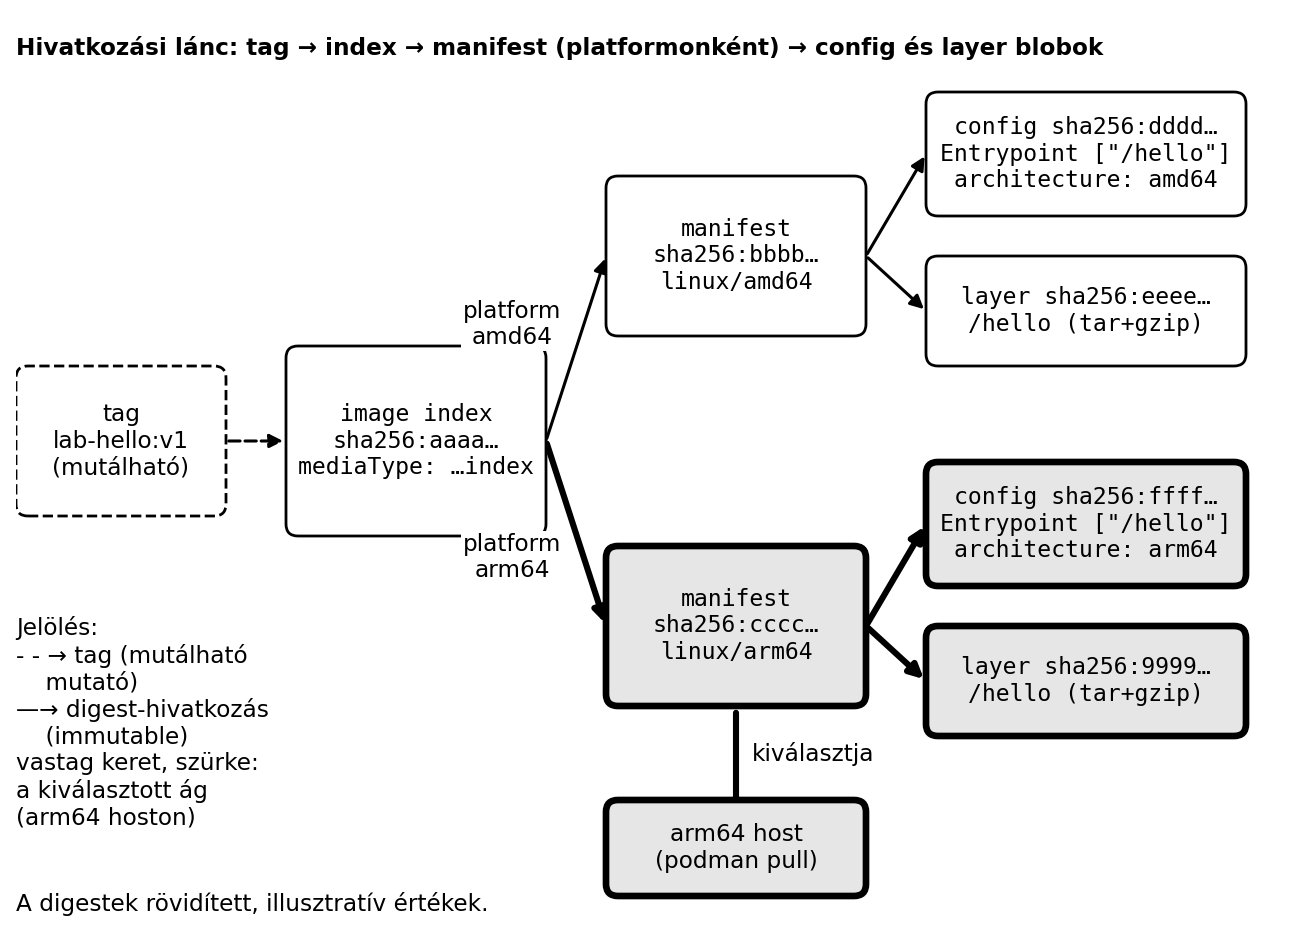 Hivatkozási lánc: tag → index → manifest (platformonként) → config és layer blobok
config sha256:dddd…
Entrypoint ["/hello"]
architecture: amd64
manifest
sha256:bbbb…
linux/amd64
layer sha256:eeee…
/hello (tar+gzip)
platform
amd64
tag
lab-hello:v1
(mutálható)
image index
sha256:aaaa…
mediaType: …index
platform
arm64
config sha256:ffff…
Entrypoint ["/hello"]
architecture: arm64
manifest
sha256:cccc…
linux/arm64
layer sha256:9999…
/hello (tar+gzip)
kiválasztja
arm64 host
(podman pull)
Jelölés:
- - → tag (mutálható
mutató)
—→ digest-hivatkozás
(immutable)
vastag keret, szürke:
a kiválasztott ág
(arm64 hoston)
A digestek rövidített, illusztratív értékek.